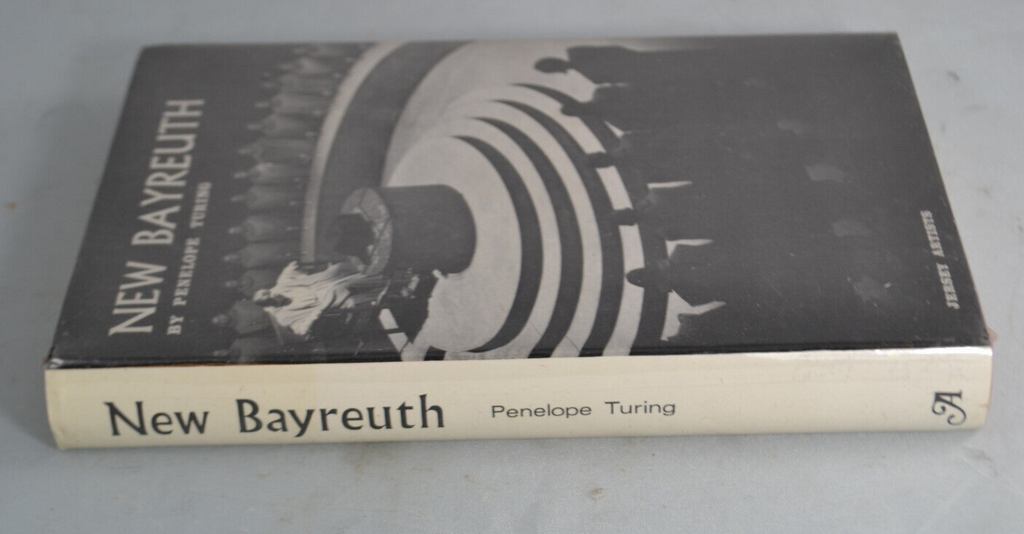 NEW BAYREUTH
BY PENELOPE TURING
JERSEY ARTISTS
New Bayreuth Penelope Turing